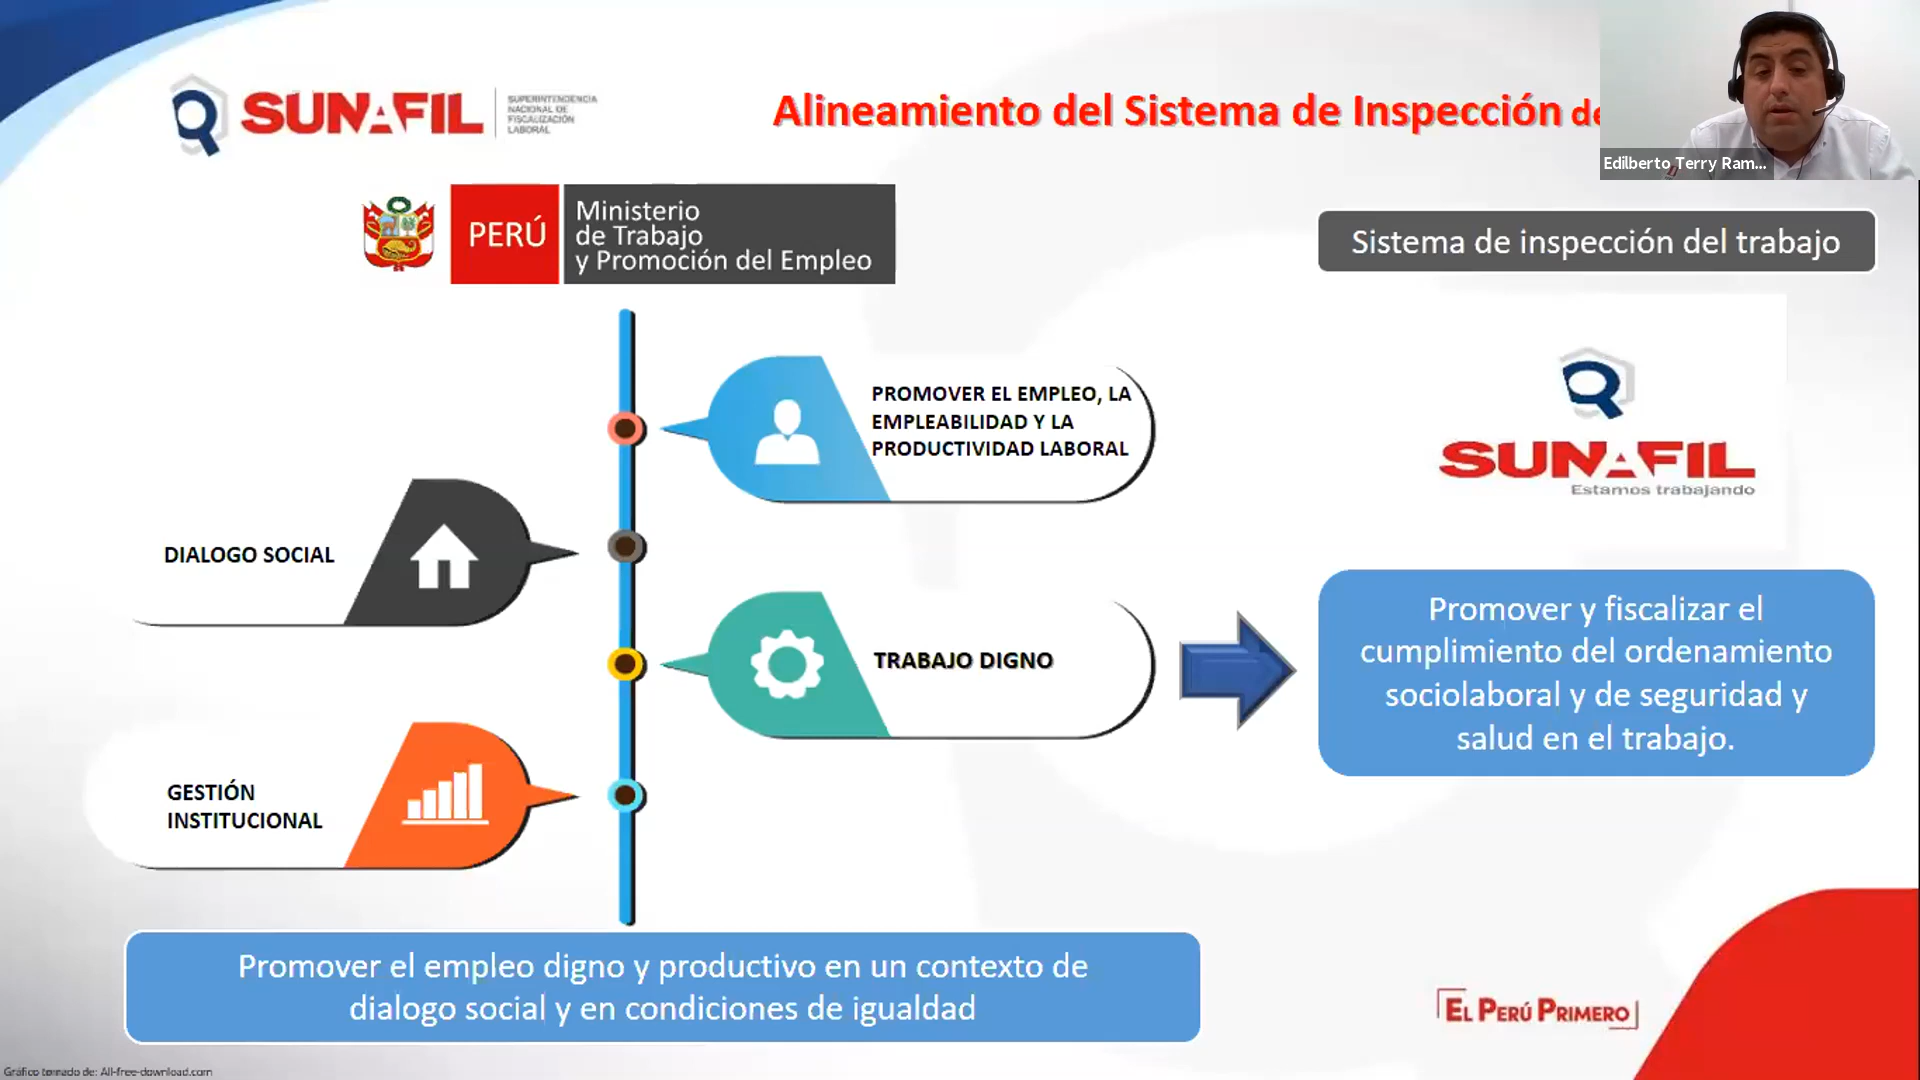 SUNAFIL
SUPERINTENDENCIA
NACIONAL DE
FISCALIZACIÓN
LABORAL
Alineamiento del Sistema de Inspección de
Edilberto Terry Ram...
PERÚ
Ministerio
de Trabajo
y Promoción del Empleo
Sistema de inspección del trabajo
PROMOVER EL EMPLEO, LA
EMPLEABILIDAD Y LA
PRODUCTIVIDAD LABORAL
SUNAFIL
Estamos trabajando
DIALOGO SOCIAL
TRABAJO DIGNO
Promover y fiscalizar el
cumplimiento del ordenamiento
sociolaboral y de seguridad y
salud en el trabajo.
GESTIÓN
INSTITUCIONAL
Promover el empleo digno y productivo en un contexto de
dialogo social y en condiciones de igualdad
EL PERÚ PRIMERO
Gráfico tomado de: All-free-download.com